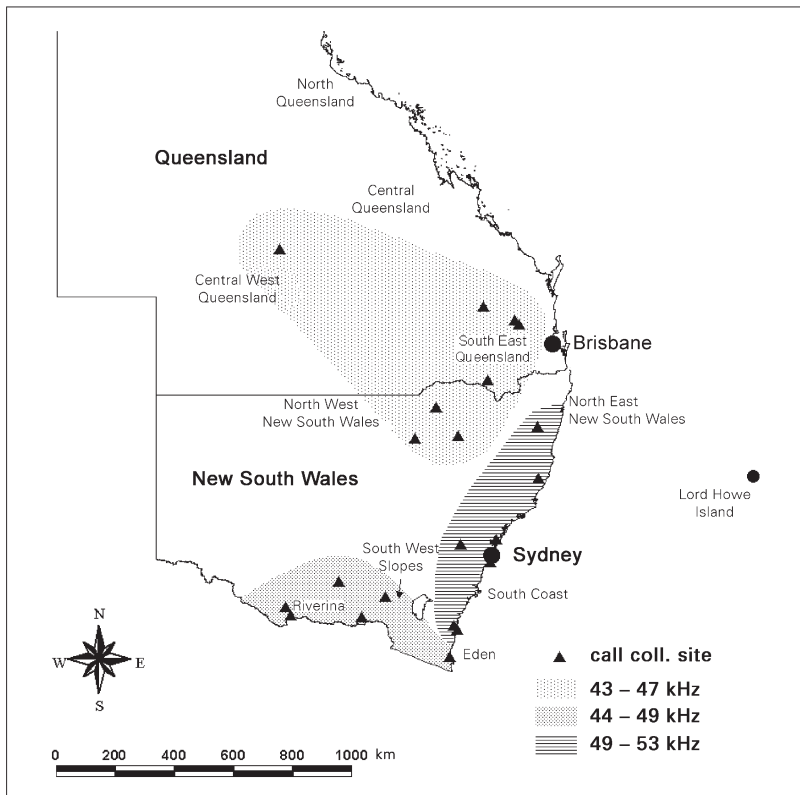 North
Queensland
Queensland
Central
Queensland
Central West
Queensland
South East
Queensland
Brisbane
North West
New South Wales
North East
New South Wales
New South Wales
Lord Howe
Island
South West
Slopes
Sydney
Riverina
South Coast
Eden
N
W
E
S
call coll. site
43 – 47 kHz
44 – 49 kHz
49 – 53 kHz
0 200 400 600 800 1000 km